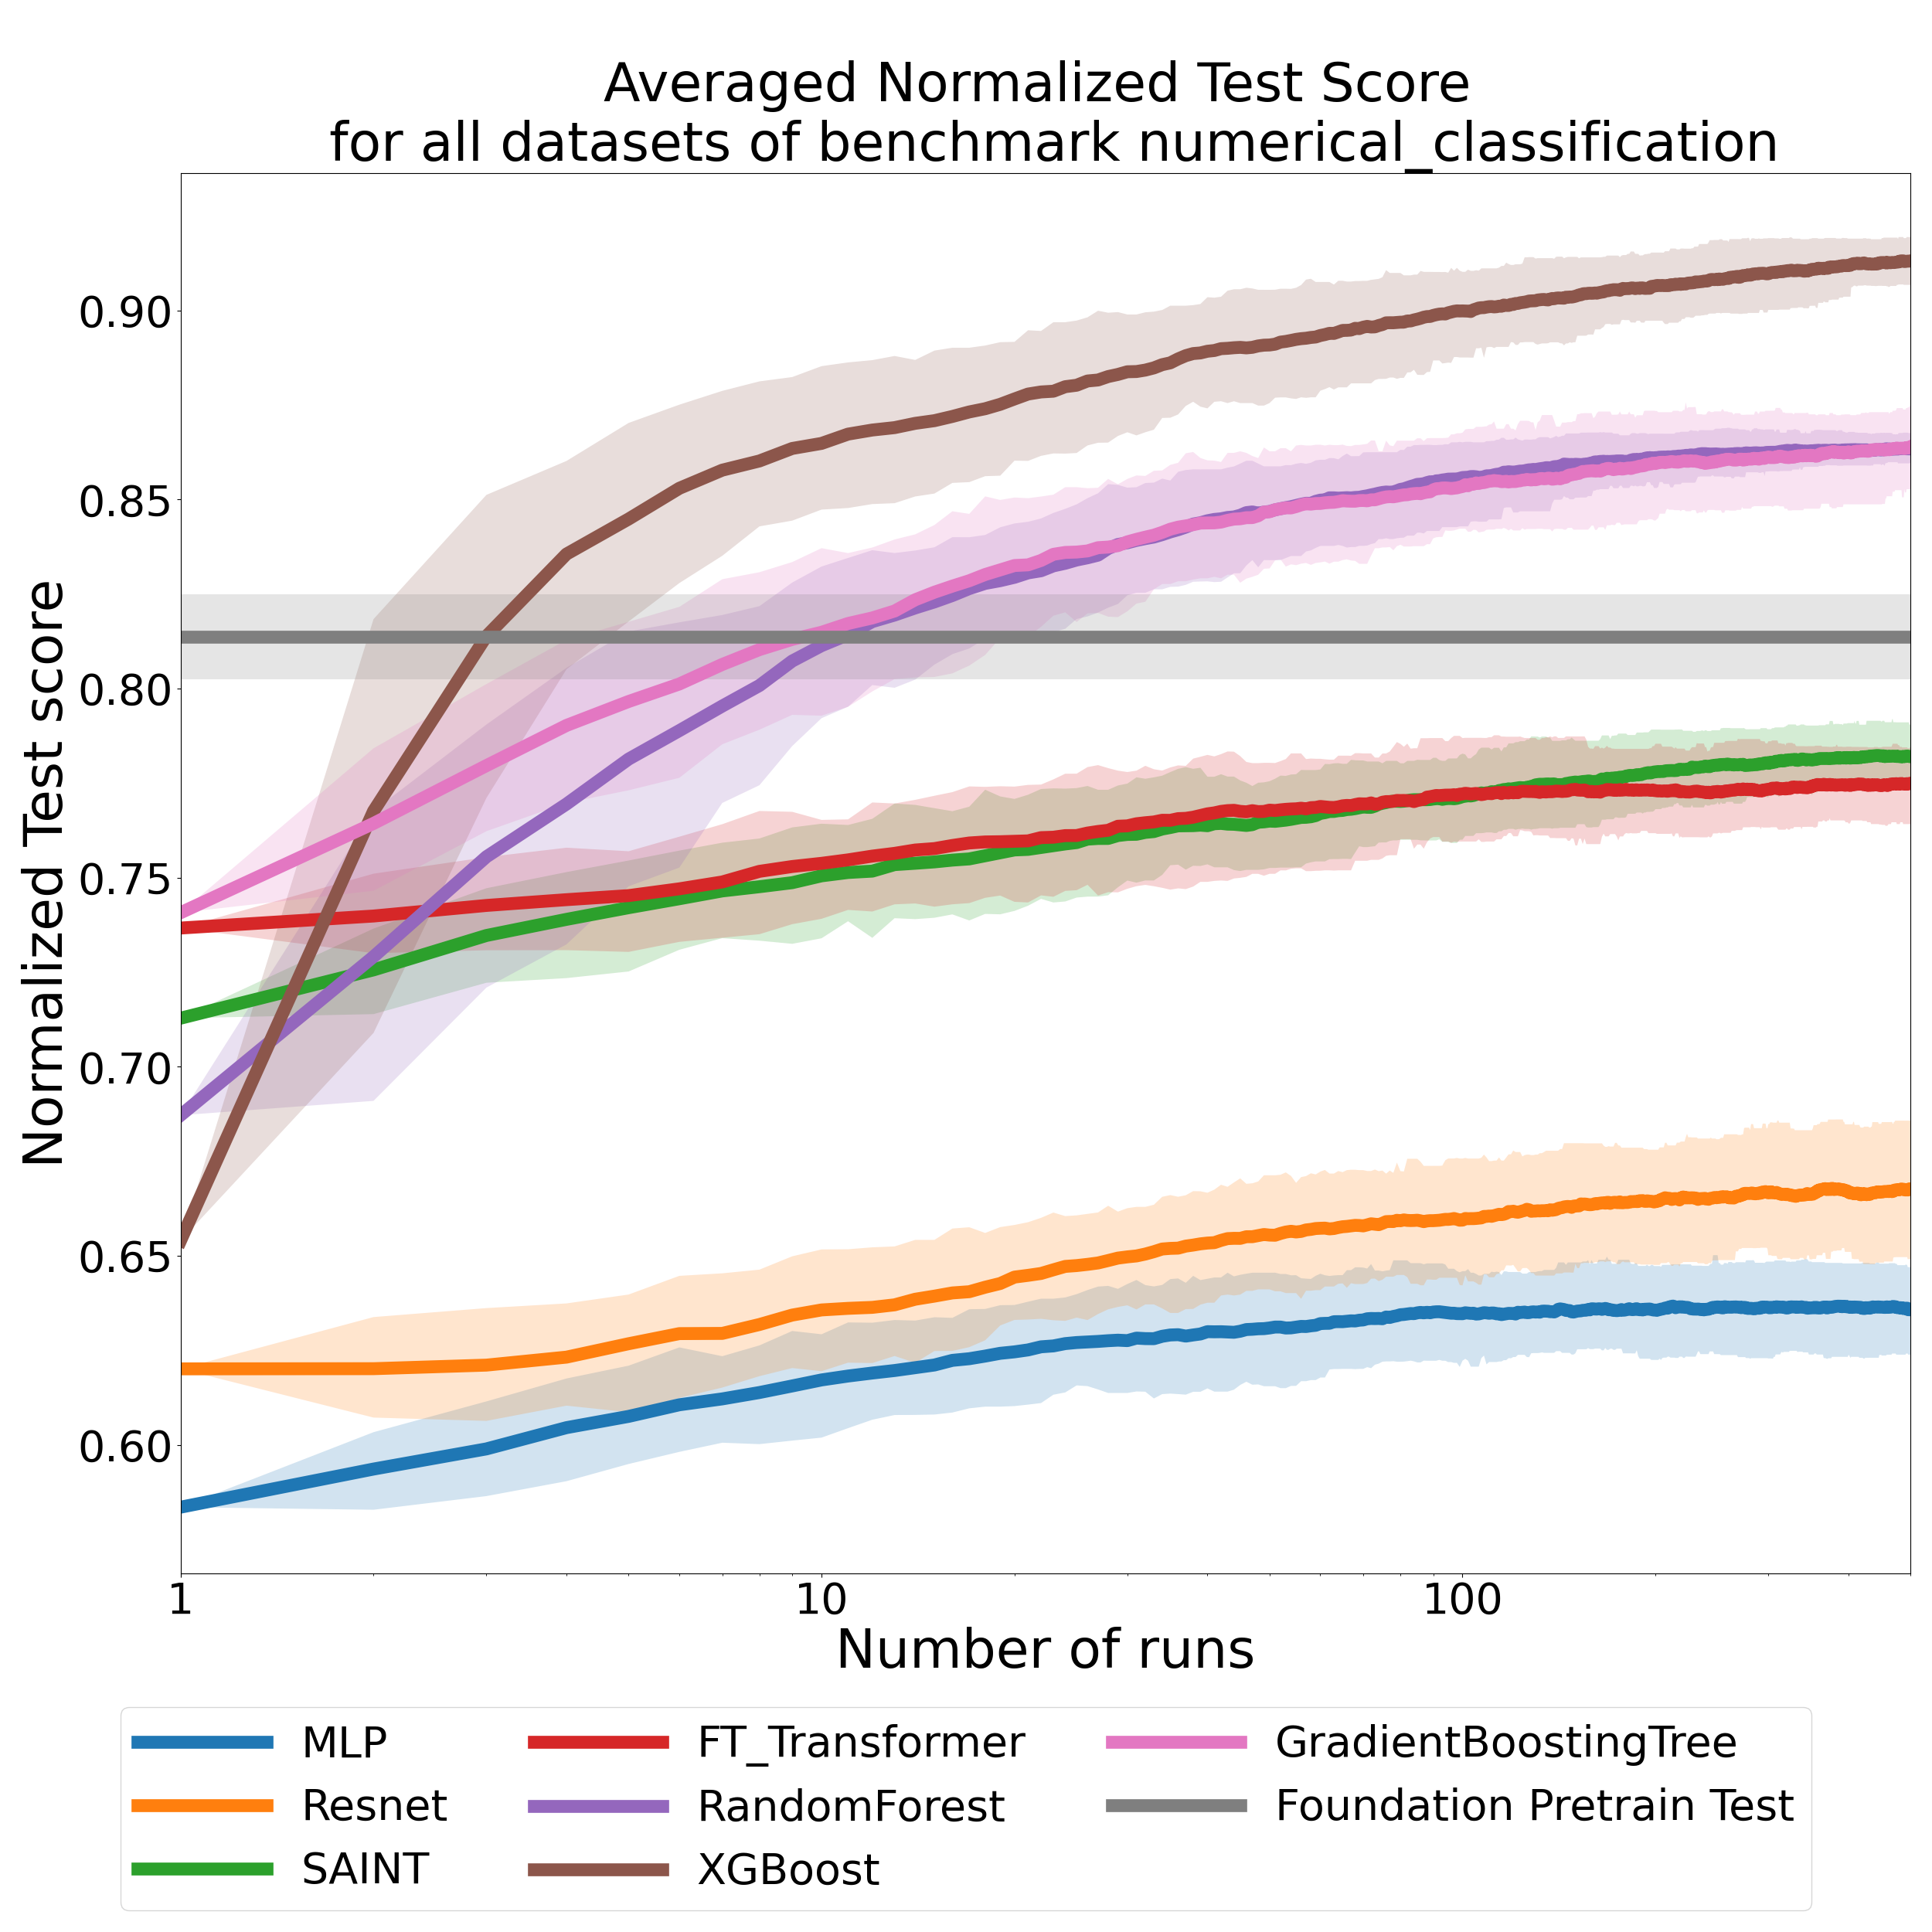 Averaged Normalized Test Score
for all datasets of benchmark numerical_classification
Normalized Test score
0.90
0.85
0.80
0.75
0.70
0.65
0.60
1
10
100
Number of runs
MLP
Resnet
SAINT
FT_Transformer
RandomForest
XGBoost
GradientBoostingTree
Foundation Pretrain Test